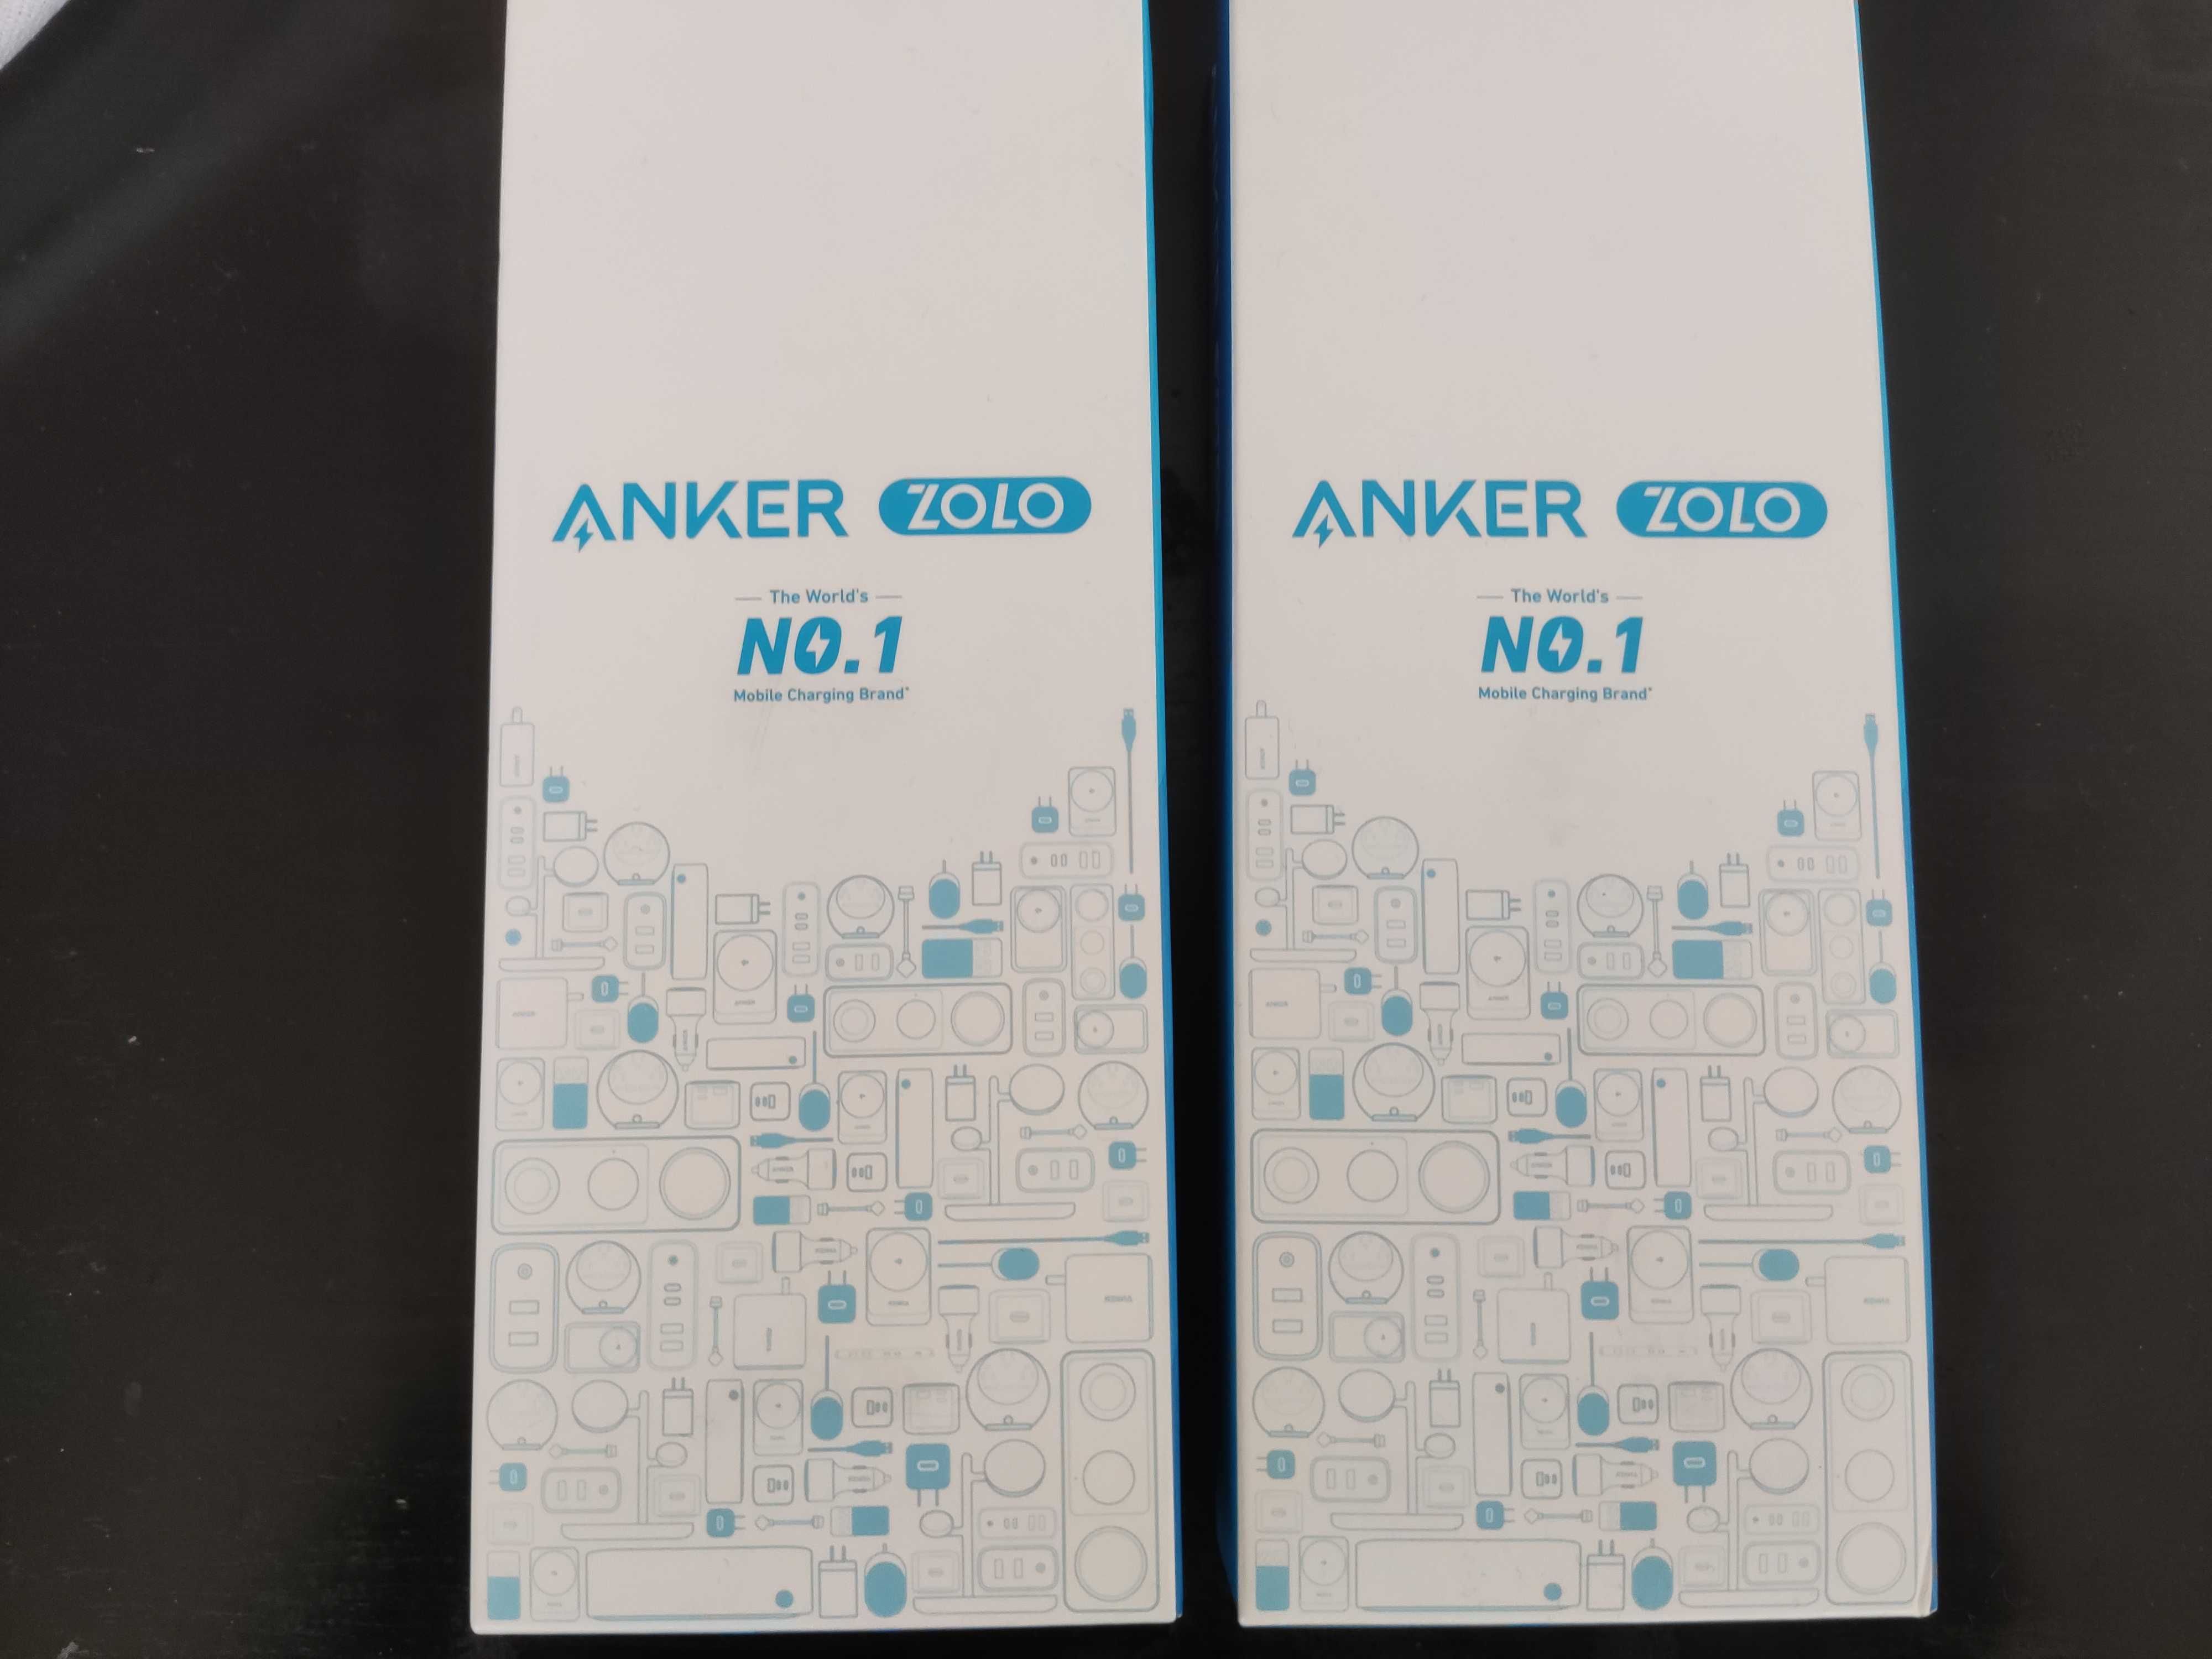 ANKER ZOLO
The World's
NO.1
Mobile Charging Brand*
ANKER ZOLO
The World's
NO.1
Mobile Charging Brand*